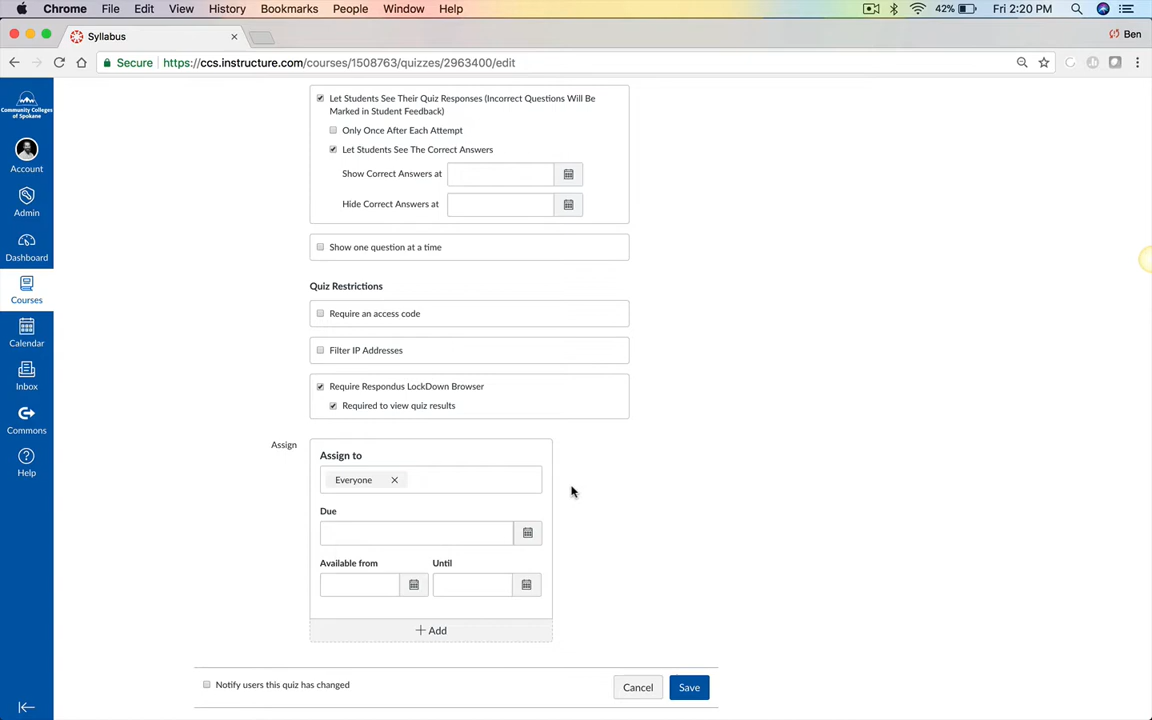 Chrome File Edit View History Bookmarks People Window Help 42% Fri 2:20 PM
Syllabus
Ben
Secure https://ccs.instructure.com/courses/1508763/quizzes/2963400/edit
Community Colleges
of Spokane
Account
Admin
Dashboard
Courses
Calendar
Inbox
Commons
Help
Let Students See Their Quiz Responses (Incorrect Questions Will Be
Marked in Student Feedback)
Only Once After Each Attempt
Let Students See The Correct Answers
Show Correct Answers at
Hide Correct Answers at
Show one question at a time
Quiz Restrictions
Require an access code
Filter IP Addresses
Require Respondus LockDown Browser
Required to view quiz results
Assign
Assign to
Everyone
Due
Available from Until
+ Add
Notify users this quiz has changed
Cancel Save